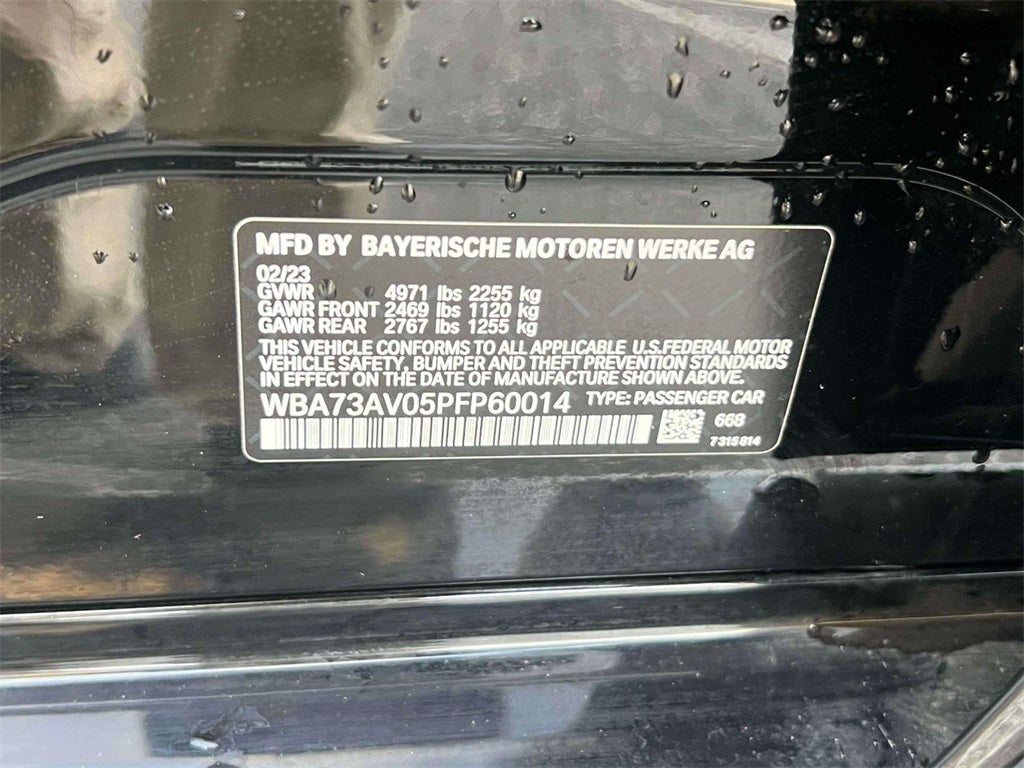 MFD BY BAYERISCHE MOTOREN WERKE AG
02/23
GVWR 4971 lbs 2255 kg
GAWR FRONT 2469 lbs 1120 kg
GAWR REAR 2767 lbs 1255 kg
THIS VEHICLE CONFORMS TO ALL APPLICABLE U.S.FEDERAL MOTOR
VEHICLE SAFETY, BUMPER AND THEFT PREVENTION STANDARDS
IN EFFECT ON THE DATE OF MANUFACTURE SHOWN ABOVE.
WBA73AV05PFP60014 TYPE: PASSENGER CAR
668
7315814